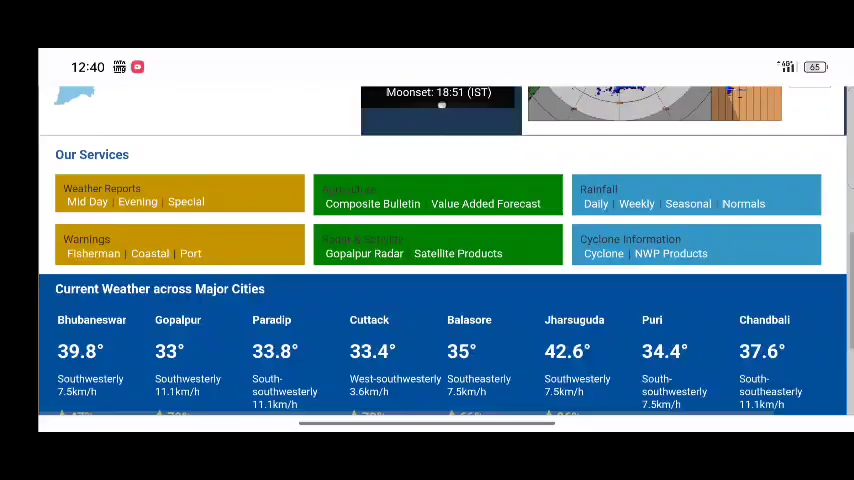 12:40
65
Moonset: 18:51 (IST)
Our Services
Weather Reports
Mid Day | Evening | Special
Agriculture
Composite Bulletin | Value Added Forecast
Rainfall
Daily | Weekly | Seasonal | Normals
Warnings
Fisherman | Coastal | Port
Radar & Satellite
Gopalpur Radar | Satellite Products
Cyclone Information
Cyclone | NWP Products
Current Weather across Major Cities
Bhubaneswar Gopalpur Paradip Cuttack Balasore Jharsuguda Puri Chandbali
39.8° 33° 33.8° 33.4° 35° 42.6° 34.4° 37.6°
Southwesterly Southwesterly South- West-southwesterly Southeasterly Southwesterly South- South-
7.5km/h 11.1km/h southwesterly 3.6km/h 7.5km/h 7.5km/h southwesterly southeasterly
11.1km/h 7.5km/h 11.1km/h